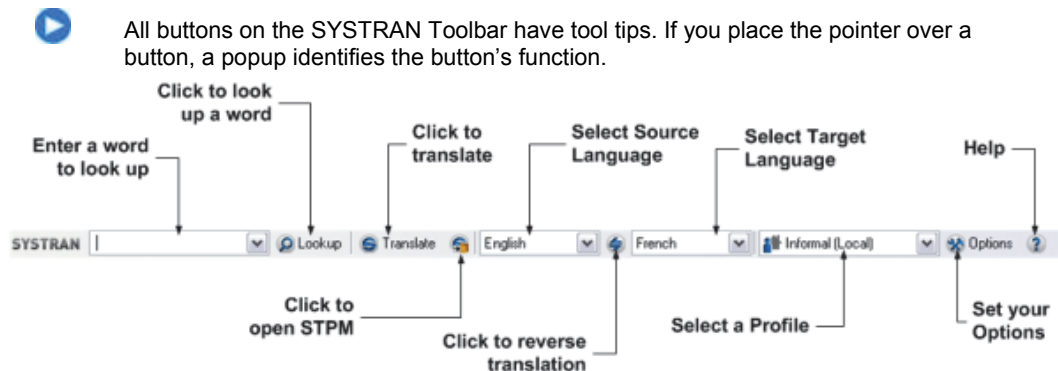 All buttons on the SYSTRAN Toolbar have tool tips. If you place the pointer over a
button, a popup identifies the button's function.
Click to look
up a word
Enter a word
to look up
Click to
translate
Select Source
Language
Select Target
Language
Help
SYSTRAN Lookup Translate English French Informal (Local) Options ?
Click to
open STPM
Click to reverse
translation
Select a Profile
Set your
Options